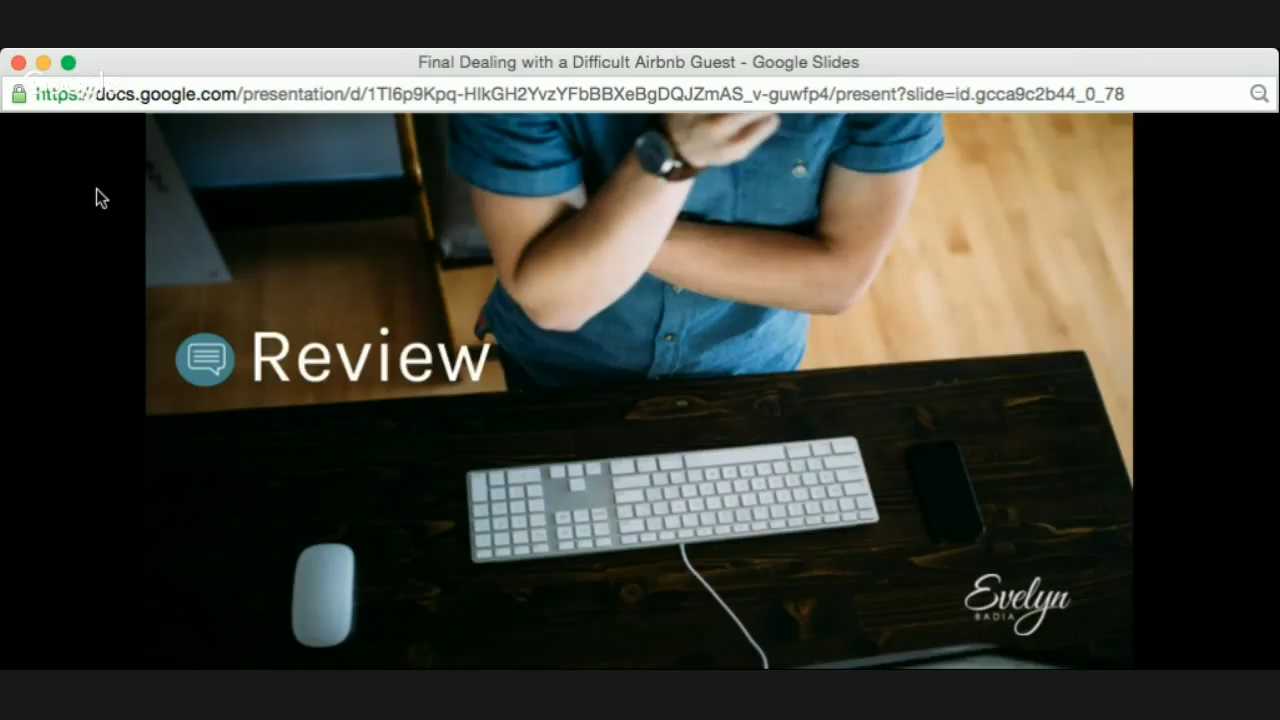 Final Dealing with a Difficult Airbnb Guest - Google Slides
https://docs.google.com/presentation/d/1Tl6p9Kpq-HlkGH2YvzYFbBBXeBgDQJZmAS_v-guwfp4/present?slide=id.gcca9c2b44_0_78
Review
Evelyn
BADIA